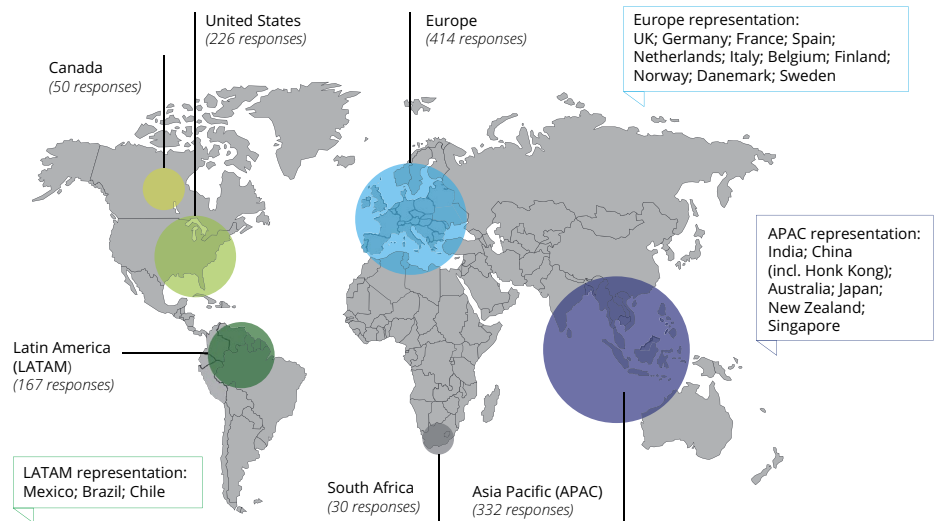 United States
(226 responses)
Europe
(414 responses)
Europe representation:
UK; Germany; France; Spain;
Netherlands; Italy; Belgium; Finland;
Norway; Danemark; Sweden
Canada
(50 responses)
APAC representation:
India; China
(incl. Honk Kong);
Australia; Japan;
New Zealand;
Singapore
Latin America
(LATAM)
(167 responses)
LATAM representation:
Mexico; Brazil; Chile
South Africa
(30 responses)
Asia Pacific (APAC)
(332 responses)